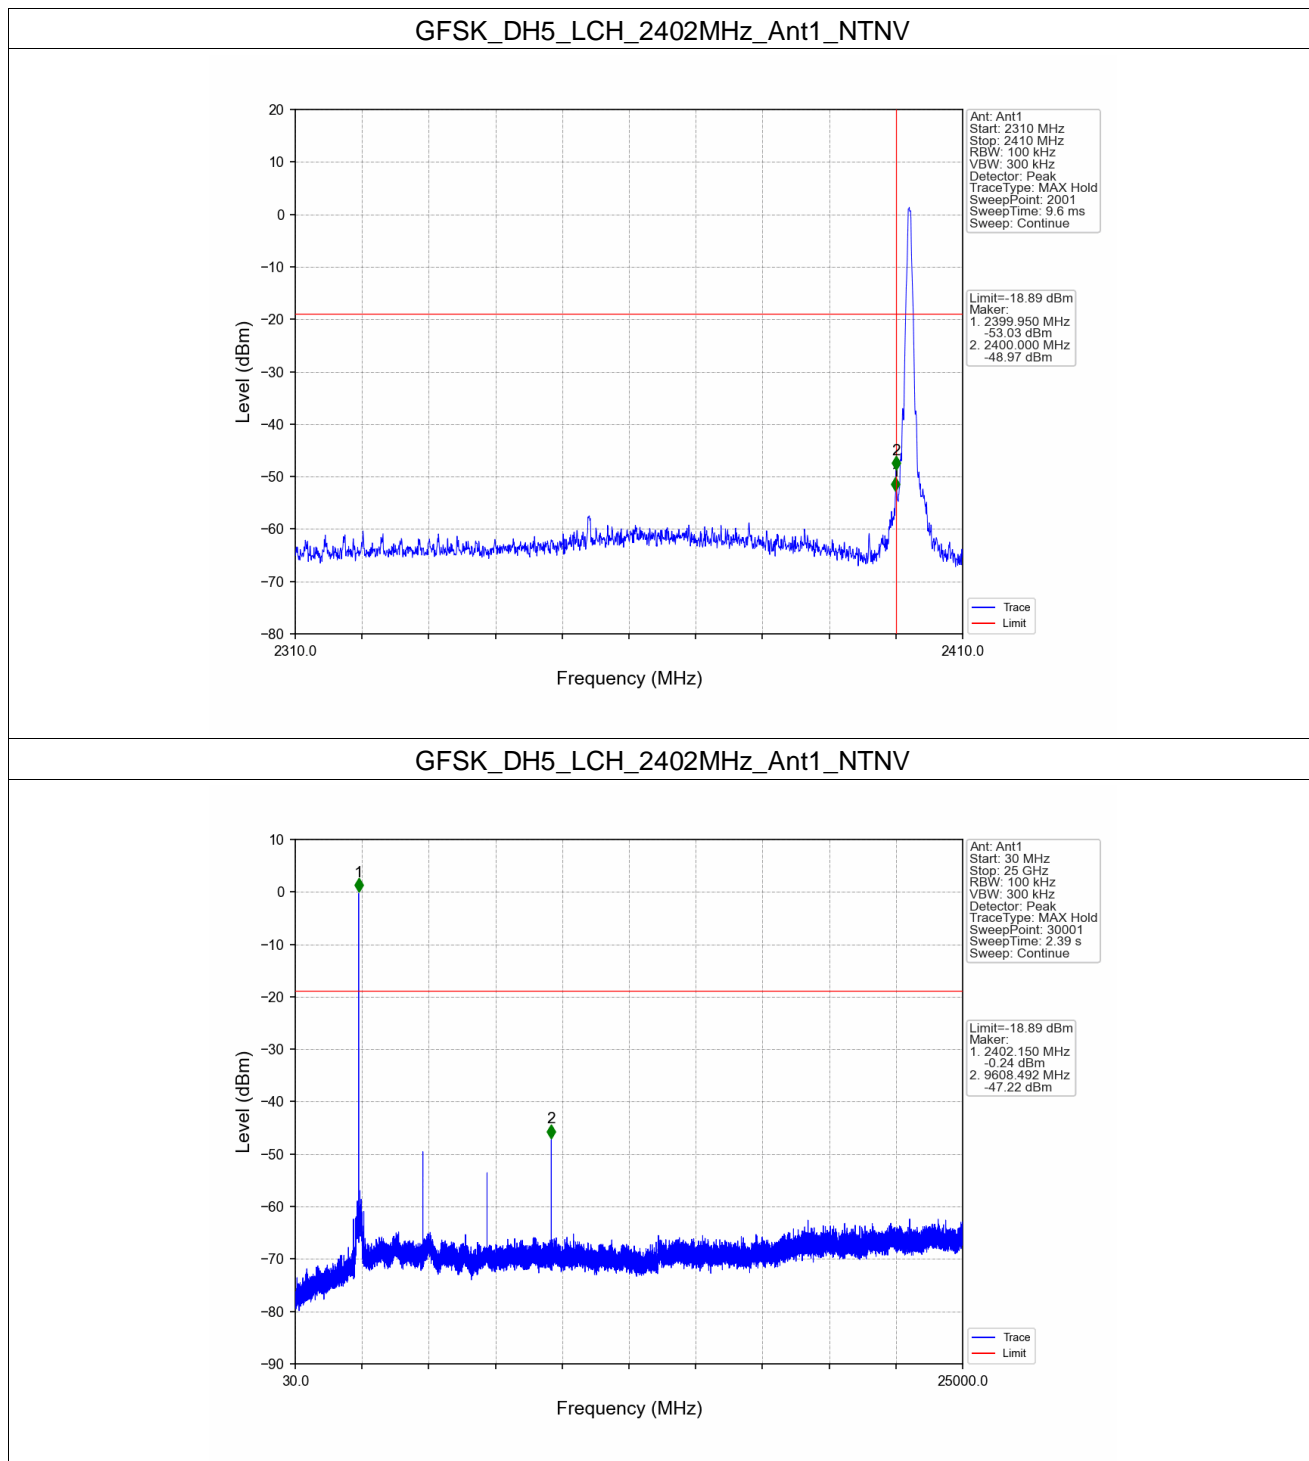 GFSK_DH5_LCH_2402MHz_Ant1_NTNV
20
10
0
−10
−20
−30
−40
−50
−60
−70
−80
Level (dBm)
2
2310.0
2410.0
Frequency (MHz)
Ant: Ant1
Start: 2310 MHz
Stop: 2410 MHz
RBW: 100 kHz
VBW: 300 kHz
Detector: Peak
TraceType: MAX Hold
SweepPoint: 2001
SweepTime: 9.6 ms
Sweep: Continue
Limit=-18.89 dBm
Maker:
1. 2399.950 MHz
-53.03 dBm
2. 2400.000 MHz
-48.97 dBm
Trace
Limit
GFSK_DH5_LCH_2402MHz_Ant1_NTNV
10
0
−10
−20
−30
−40
−50
−60
−70
−80
−90
Level (dBm)
1
2
30.0
25000.0
Frequency (MHz)
Ant: Ant1
Start: 30 MHz
Stop: 25 GHz
RBW: 100 kHz
VBW: 300 kHz
Detector: Peak
TraceType: MAX Hold
SweepPoint: 30001
SweepTime: 2.39 s
Sweep: Continue
Limit=-18.89 dBm
Maker:
1. 2402.150 MHz
-0.24 dBm
2. 9608.492 MHz
-47.22 dBm
Trace
Limit